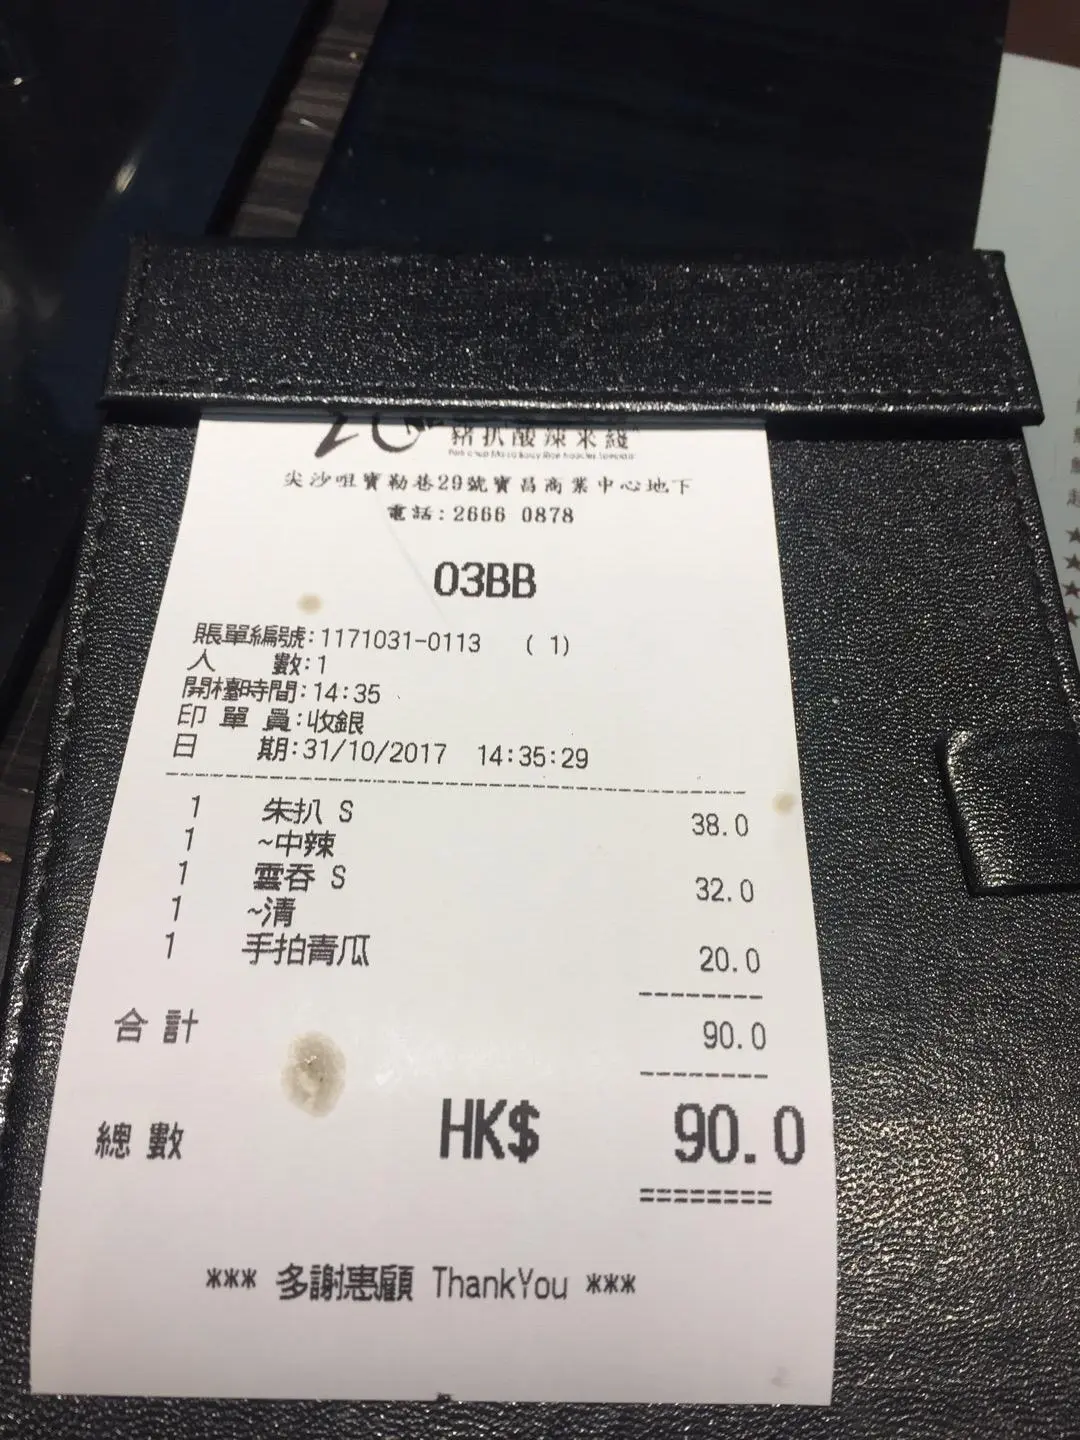 豬扒酸辣米綫
尖沙咀寶勒巷29號寶昌商業中心地下
電話:2666 0878
03BB
賬單編號:1171031-0113 (1)
人 數:1
開檯時間:14:35
印單員:收銀
日 期:31/10/2017 14:35:29
1 朱扒 S 38.0
1 ~中辣
1 雲吞 S 32.0
1 ~清
1 手拍青瓜 20.0
合計 90.0
總數 HK$ 90.0
========
*** 多謝惠顧 ThankYou ***